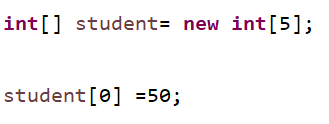 int[] student= new int[5];
student[0] =50;